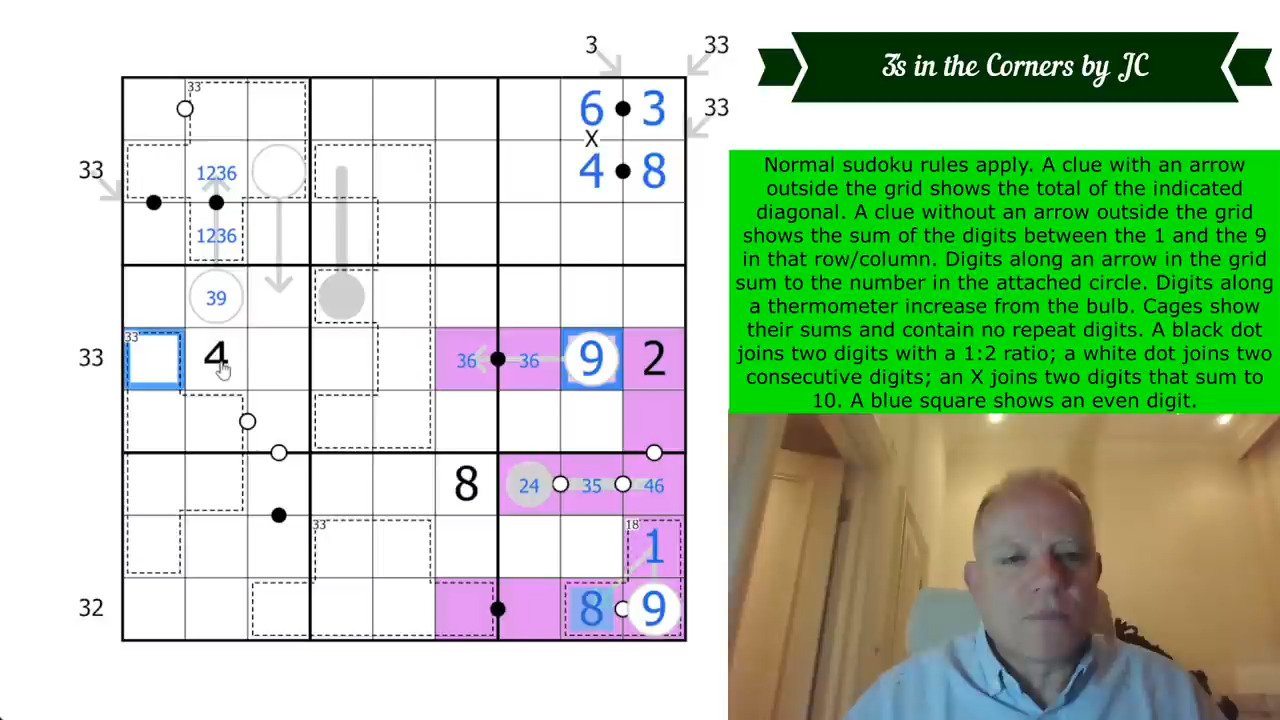 3s in the Corners by JC
3 33
33
33
33
32
33
6 3
X
1236 4 8
1236
39
33
4 36 36 9 2
8 24 35 46
33 18
1
8 9
Normal sudoku rules apply. A clue with an arrow
outside the grid shows the total of the indicated
diagonal. A clue without an arrow outside the grid
shows the sum of the digits between the 1 and the 9
in that row/column. Digits along an arrow in the grid
sum to the number in the attached circle. Digits along
a thermometer increase from the bulb. Cages show
their sums and contain no repeat digits. A black dot
joins two digits with a 1:2 ratio; a white dot joins two
consecutive digits; an X joins two digits that sum to
10. A blue square shows an even digit.